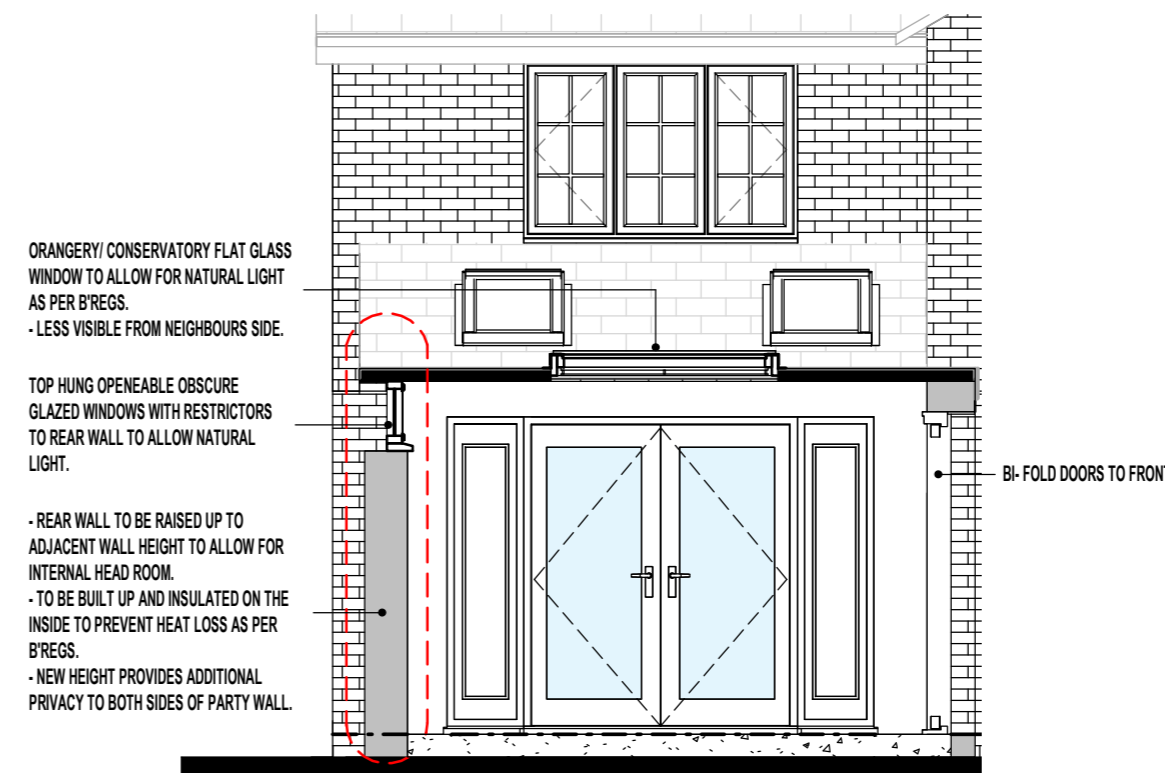 ORANGERY/ CONSERVATORY FLAT GLASS
WINDOW TO ALLOW FOR NATURAL LIGHT
AS PER B'REGS.
- LESS VISIBLE FROM NEIGHBOURS SIDE.
TOP HUNG OPENEABLE OBSCURE
GLAZED WINDOWS WITH RESTRICTORS
TO REAR WALL TO ALLOW NATURAL
LIGHT.
- REAR WALL TO BE RAISED UP TO
ADJACENT WALL HEIGHT TO ALLOW FOR
INTERNAL HEAD ROOM.
- TO BE BUILT UP AND INSULATED ON THE
INSIDE TO PREVENT HEAT LOSS AS PER
B'REGS.
- NEW HEIGHT PROVIDES ADDITIONAL
PRIVACY TO BOTH SIDES OF PARTY WALL.
BI- FOLD DOORS TO FRONT